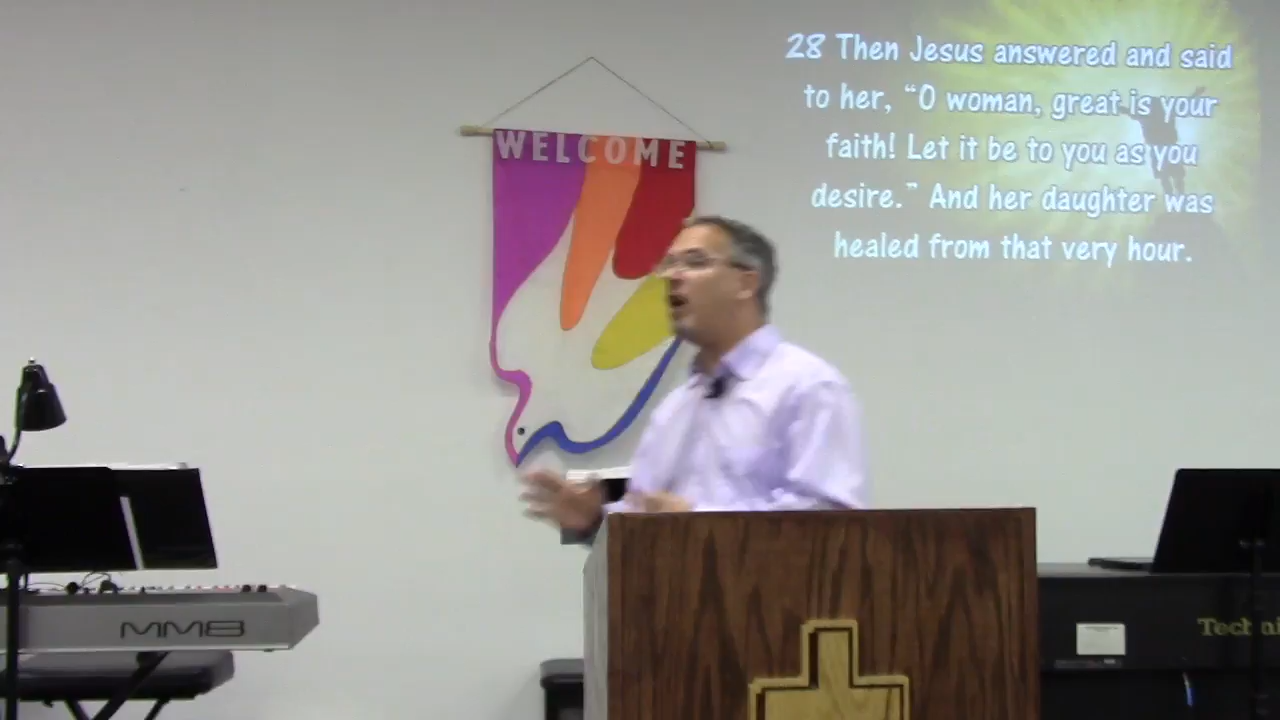 28 Then Jesus answered and said
to her, “O woman, great is your
faith! Let it be to you as you
desire.” And her daughter was
healed from that very hour.
WELCOME
MM8